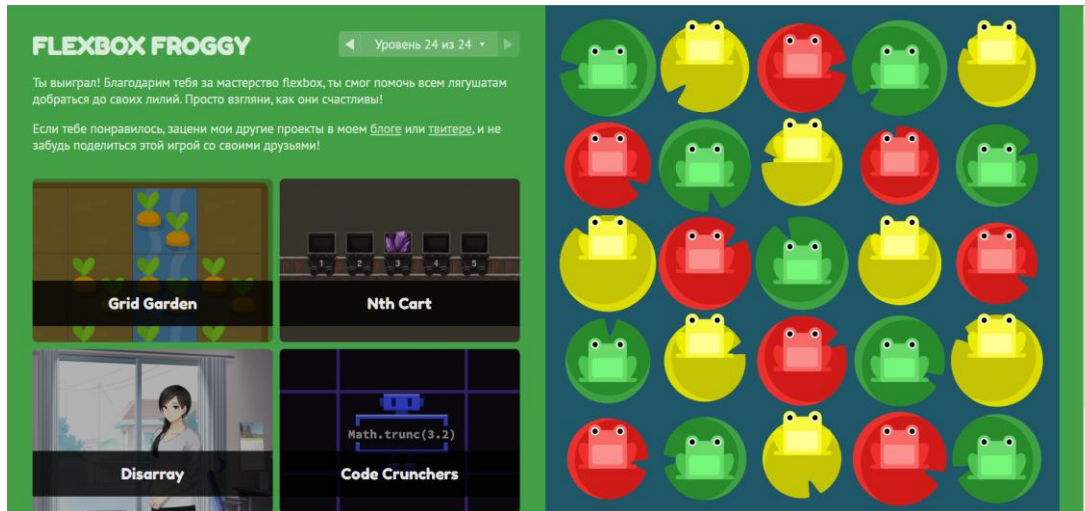 FLEXBOX FROGGY
Уровень 24 из 24
Ты выиграл! Благодарим тебя за мастерство flexbox, ты смог помочь всем лягушатам
добраться до своих лилий. Просто взгляни, как они счастливы!
Если тебе понравилось, зацени мои другие проекты в моем блоге или твитере, и не
забудь поделиться этой игрой со своими друзьями!
1 2 3 4 5
Grid Garden
Nth Cart
Math.trunc(3.2)
Disarray
Code Crunchers